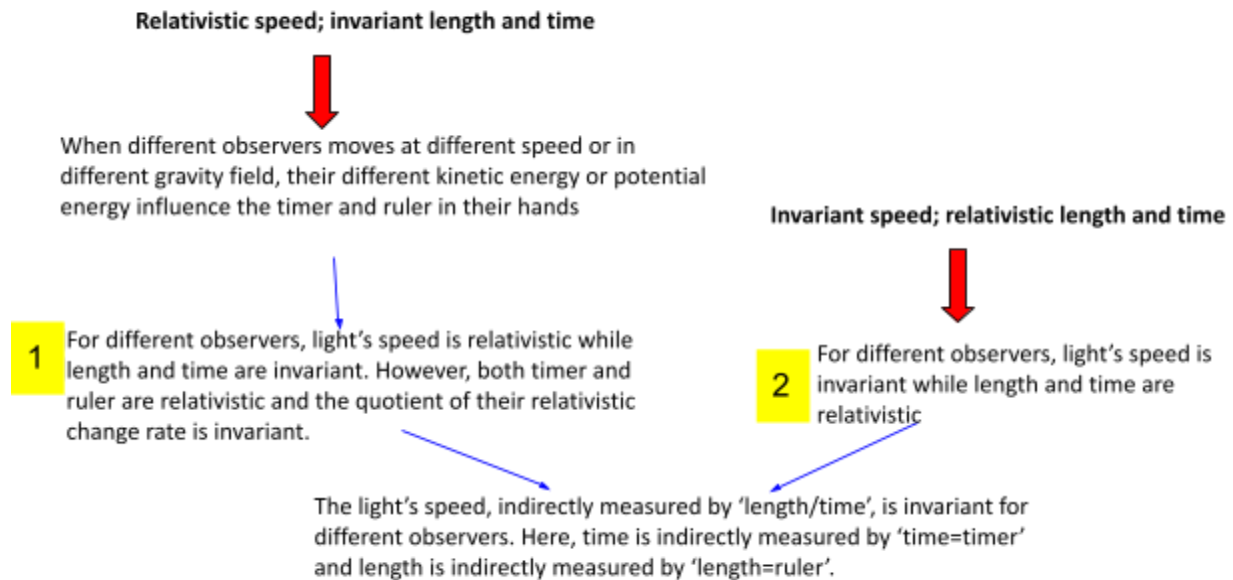 Relativistic speed; invariant length and time
When different observers moves at different speed or in
different gravity field, their different kinetic energy or potential
energy influence the timer and ruler in their hands
Invariant speed; relativistic length and time
1
For different observers, light's speed is relativistic while
length and time are invariant. However, both timer and
ruler are relativistic and the quotient of their relativistic
change rate is invariant.
2
For different observers, light's speed is
invariant while length and time are
relativistic
The light's speed, indirectly measured by 'length/time', is invariant for
different observers. Here, time is indirectly measured by 'time=timer'
and length is indirectly measured by 'length=ruler'.